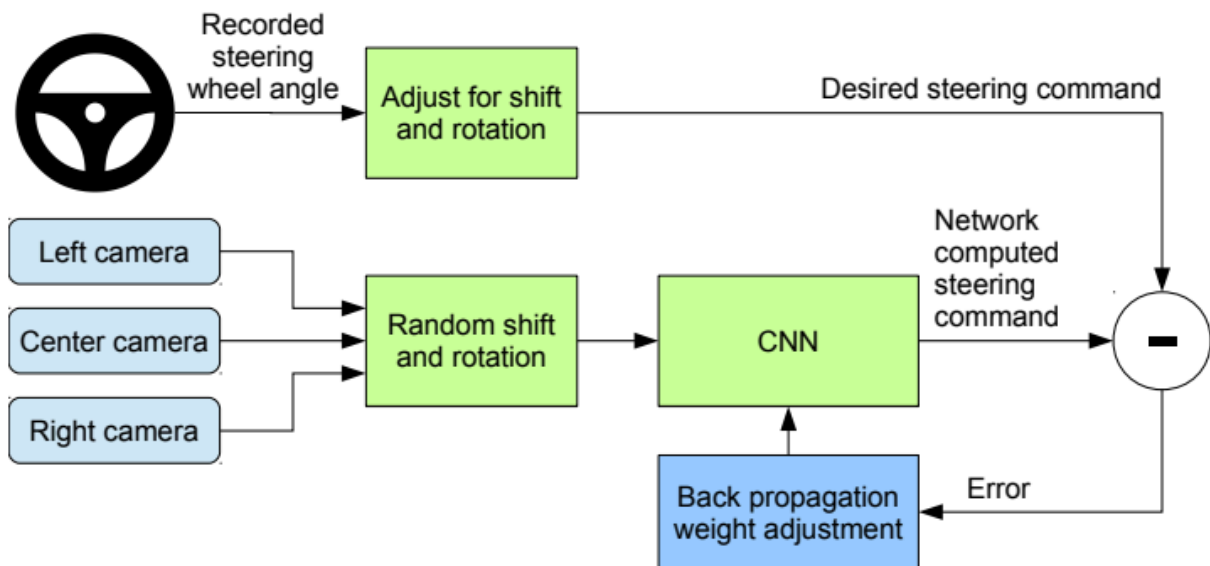 Recorded
steering
wheel angle
Adjust for shift
and rotation
Desired steering command
Left camera
Center camera
Right camera
Random shift
and rotation
CNN
Network
computed
steering
command
-
Back propagation
weight adjustment
Error